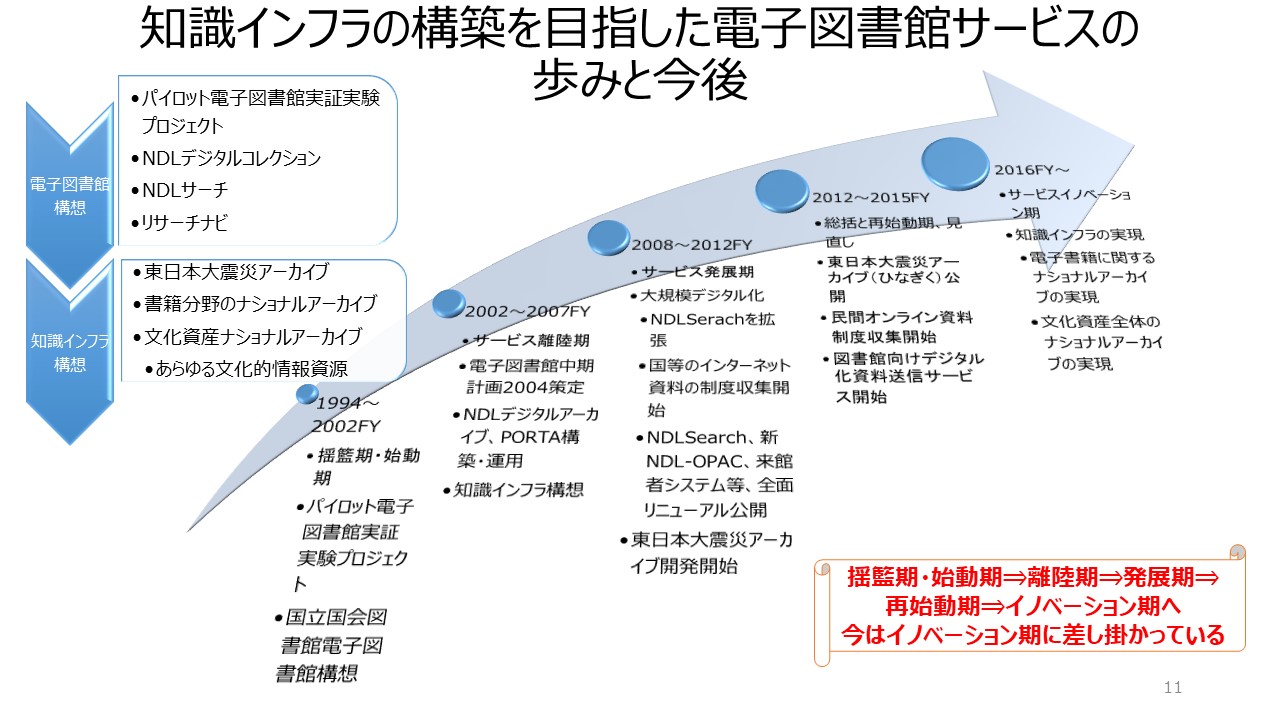 知識インフラの構築を目指した電子図書館サービスの
歩みと今後
電子図書館
構想
•パイロット電子図書館実証実験
プロジェクト
•NDLデジタルコレクション
•NDLサーチ
•リサーチナビ
知識インフラ
構想
•東日本大震災アーカイブ
•書籍分野のナショナルアーカイブ
•文化資産ナショナルアーカイブ
•あらゆる文化的情報資源
1994～
2002FY
•揺籃期・始動
期
•パイロット電子
図書館実証
実験プロジェク
ト
•国立国会図
書館電子図
書館構想
2002～2007FY
•サービス離陸期
•電子図書館中期
計画2004策定
•NDLデジタルアーカ
イブ、PORTA構
築・運用
•知識インフラ構想
2008～2012FY
•サービス発展期
•大規模デジタル化
•NDLSerachを拡
張
•国等のインターネット
資料の制度収集開
始
•NDLSearch、新
NDL-OPAC、来館
者システム等、全面
リニューアル公開
•東日本大震災アーカ
イブ開発開始
2012～2015FY
•総括と再始動期、見
直し
•東日本大震災アー
カイブ（ひなぎく）公
開
•民間オンライン資料
制度収集開始
•図書館向けデジタル
化資料送信サービ
ス開始
2016FY～
•サービスイノベーショ
ン期
•知識インフラの実現
•電子書籍に関する
ナショナルアーカイ
ブの実現
•文化資産全体の
ナショナルアーカイ
ブの実現
揺籃期・始動期⇒離陸期⇒発展期⇒
再始動期⇒イノベーション期へ
今はイノベーション期に差し掛かっている
11